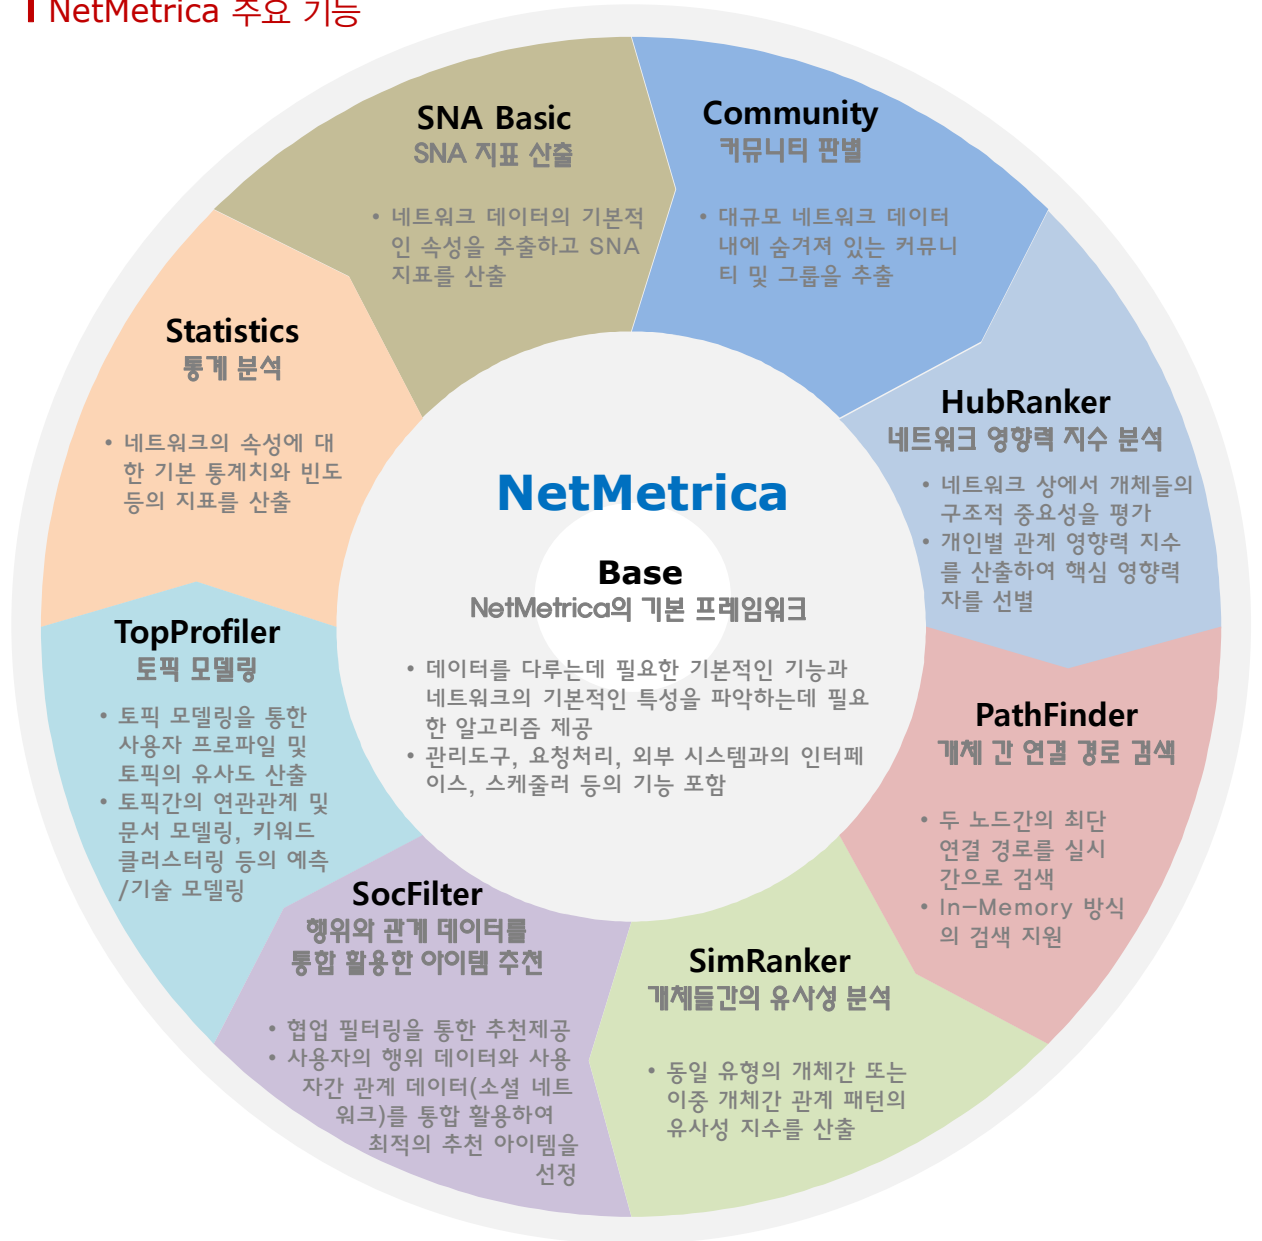 NetMetrica 주요 기능
SNA Basic
SNA 지표 산출
• 네트워크 데이터의 기본적
인 속성을 추출하고 SNA
지표를 산출
Community
커뮤니티 판별
• 대규모 네트워크 데이터
내에 숨겨져 있는 커뮤니
티 및 그룹을 추출
HubRanker
네트워크 영향력 지수 분석
• 네트워크 상에서 개체들의
구조적 중요성을 평가
• 개인별 관계 영향력 지수
를 산출하여 핵심 영향력
자를 선별
PathFinder
개체 간 연결 경로 검색
• 두 노드간의 최단
연결 경로를 실시
간으로 검색
• In-Memory 방식
의 검색 지원
SimRanker
개체들간의 유사성 분석
• 동일 유형의 개체간 또는
이중 개체간 관계 패턴의
유사성 지수를 산출
SocFilter
행위와 관계 데이터를
통합 활용한 아이템 추천
• 협업 필터링을 통한 추천제공
• 사용자의 행위 데이터와 사용
자간 관계 데이터(소셜 네트
워크)를 통합 활용하여
최적의 추천 아이템을
선정
TopProfiler
토픽 모델링
• 토픽 모델링을 통한
사용자 프로파일 및
토픽의 유사도 산출
• 토픽간의 연관관계 및
문서 모델링, 키워드
클러스터링 등의 예측
/기술 모델링
Statistics
통계 분석
• 네트워크의 속성에 대
한 기본 통계치와 빈도
등의 지표를 산출
NetMetrica
Base
NetMetrica의 기본 프레임워크
• 데이터를 다루는데 필요한 기본적인 기능과
네트워크의 기본적인 특성을 파악하는데 필요
한 알고리즘 제공
• 관리도구, 요청처리, 외부 시스템과의 인터페
이스, 스케줄러 등의 기능 포함